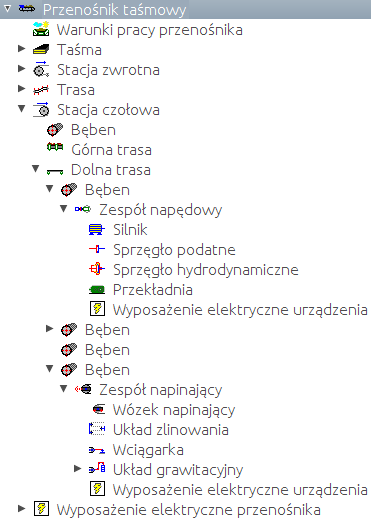 Przenośnik taśmowy
Warunki pracy przenośnika
Taśma
Stacja zwrotna
Trasa
Stacja czołowa
Bęben
Górna trasa
Dolna trasa
Bęben
Zespół napędowy
Silnik
Sprzęgło podatne
Sprzęgło hydrodynamiczne
Przekładnia
Wyposażenie elektryczne urządzenia
Bęben
Bęben
Bęben
Zespół napinający
Wózek napinający
Układ zlinowania
Wciągarka
Układ grawitacyjny
Wyposażenie elektryczne urządzenia
Wyposażenie elektryczne przenośnika